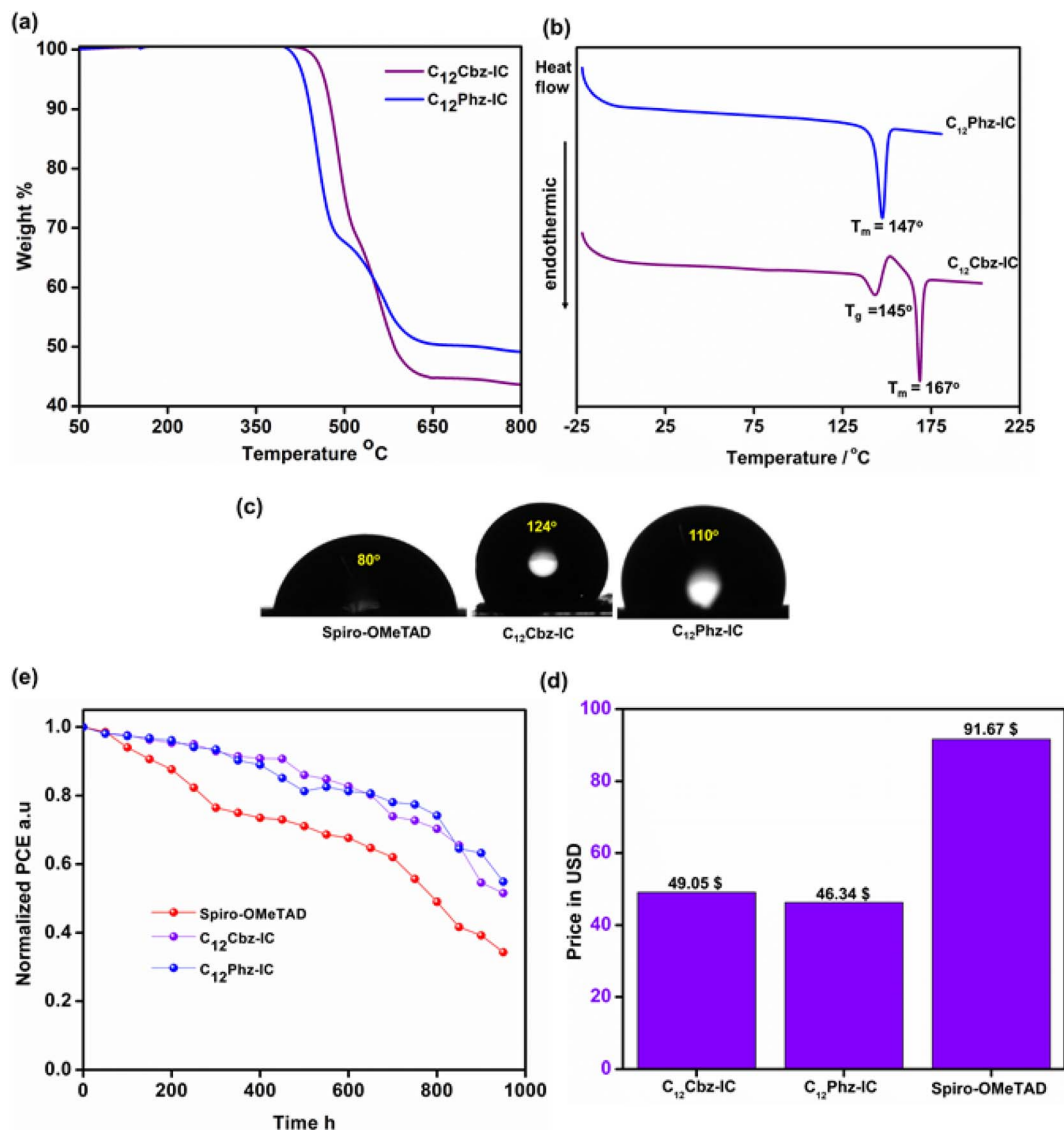 (a)
100
90
80
70
60
50
40
Weight %
C₁₂Cbz-IC
C₁₂Phz-IC
50 200 350 500 650 800
Temperature °C
(b)
Heat
flow
endothermic
C₁₂Phz-IC
Tₘ = 147°
C₁₂Cbz-IC
T_g =145°
Tₘ = 167°
-25 25 75 125 175 225
Temperature / °C
(c)
80°
124°
110°
Spiro-OMeTAD
C₁₂Cbz-IC
C₁₂Phz-IC
(e)
1.0
0.8
0.6
0.4
0.2
0.0
Normalized PCE a.u
Spiro-OMeTAD
C₁₂Cbz-IC
C₁₂Phz-IC
0 200 400 600 800 1000
Time h
(d)
100
80
60
40
20
0
Price in USD
49.05 $
46.34 $
91.67 $
C₁₂Cbz-IC
C₁₂Phz-IC
Spiro-OMeTAD